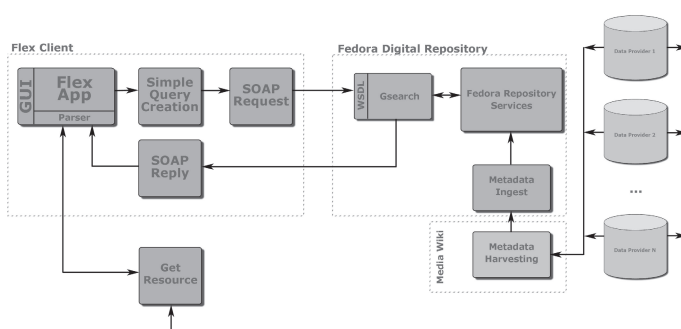 Flex Client
GUI
Flex
App
Parser
Simple
Query
Creation
SOAP
Request
SOAP
Reply
Get
Resource
Fedora Digital Repository
WSDL
Gsearch
Fedora Repository
Services
Metadata
Ingest
Media Wiki
Metadata
Harvesting
Data Provider 1
Data Provider 2
...
Data Provider N